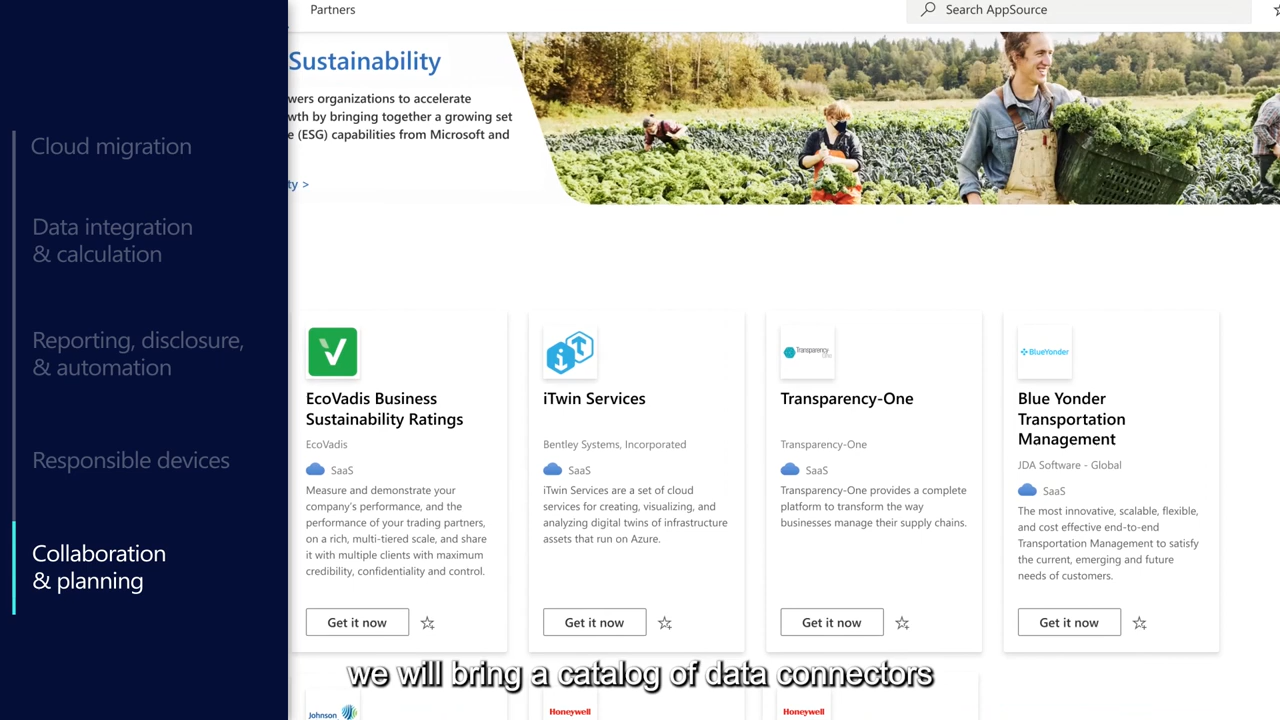 Partners
Search AppSource
Sustainability
wers organizations to accelerate
wth by bringing together a growing set
e (ESG) capabilities from Microsoft and
ty >
Cloud migration
Data integration
& calculation
Reporting, disclosure,
& automation
Responsible devices
Collaboration
& planning
EcoVadis Business
Sustainability Ratings
EcoVadis
SaaS
Measure and demonstrate your
company's performance, and the
performance of your trading partners,
on a rich, multi-tiered scale, and share
it with multiple clients with maximum
credibility, confidentiality and control.
Get it now
iTwin Services
Bentley Systems, Incorporated
SaaS
iTwin Services are a set of cloud
services for creating, visualizing, and
analyzing digital twins of infrastructure
assets that run on Azure.
Get it now
Transparency-One
Transparency-One
Transparency-One
SaaS
Transparency-One provides a complete
platform to transform the way
businesses manage their supply chains.
Get it now
BlueYonder
Blue Yonder
Transportation
Management
JDA Software - Global
SaaS
The most innovative, scalable, flexible,
and cost effective end-to-end
Transportation Management to satisfy
the current, emerging and future
needs of customers.
Get it now
we will bring a catalog of data connectors
Johnson
Honeywell
Honeywell